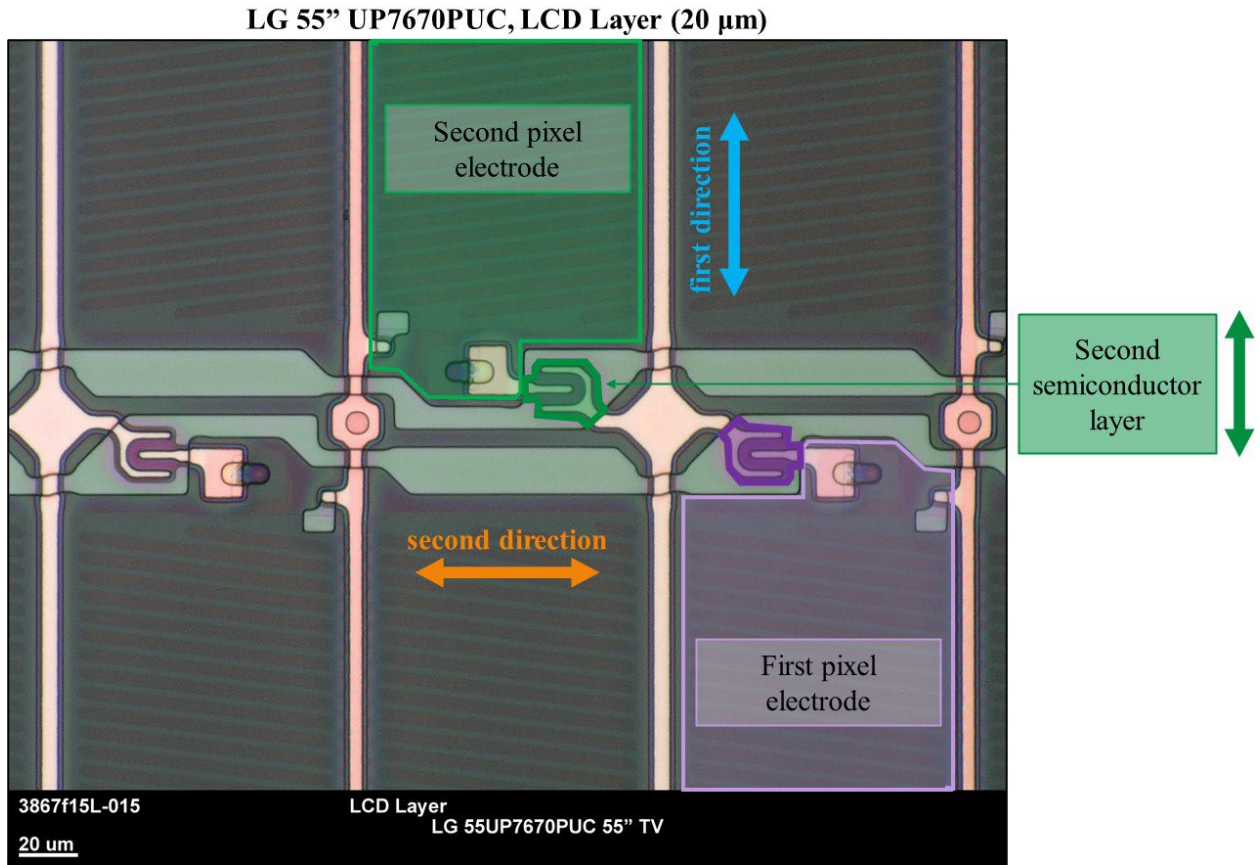 LG 55” UP7670PUC, LCD Layer (20 μm)
Second pixel
electrode
first direction
Second
semiconductor
layer
second direction
First pixel
electrode
3867f15L-015
LCD Layer
LG 55UP7670PUC 55” TV
20 um